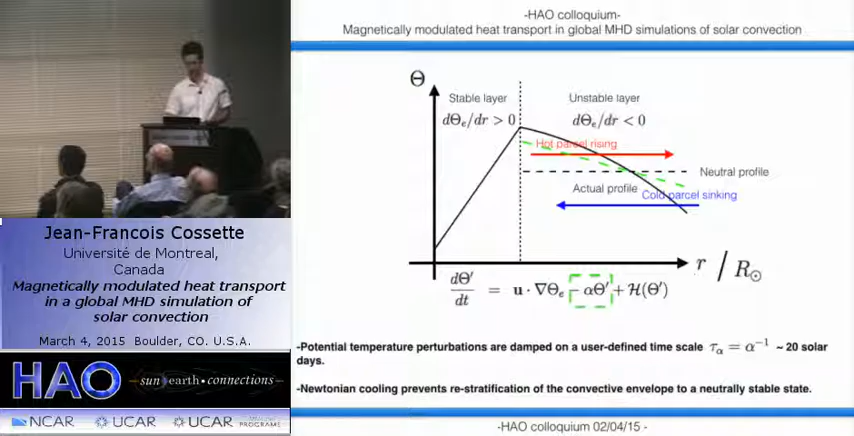 -HAO colloquium-
Magnetically modulated heat transport in global MHD simulations of solar convection
Θ
Stable layer
Unstable layer
dΘₑ/dr > 0
dΘₑ/dr < 0
Hot parcel rising
Neutral profile
Actual profile
Cold parcel sinking
r / R⊙
dΘ'/dt = u · ∇Θₑ − αΘ' + H(Θ')
-Potential temperature perturbations are damped on a user-defined time scale τα = α⁻¹ ~ 20 solar
days.
-Newtonian cooling prevents re-stratification of the convective envelope to a neutrally stable state.
-HAO colloquium 02/04/15 -
Jean-Francois Cossette
Université de Montreal,
Canada
Magnetically modulated heat transport
in a global MHD simulation of
solar convection
March 4, 2015 Boulder, CO. U.S.A.
HAO
sun earth • connections
NCAR
UCAR
UCAR
PROGRAMS